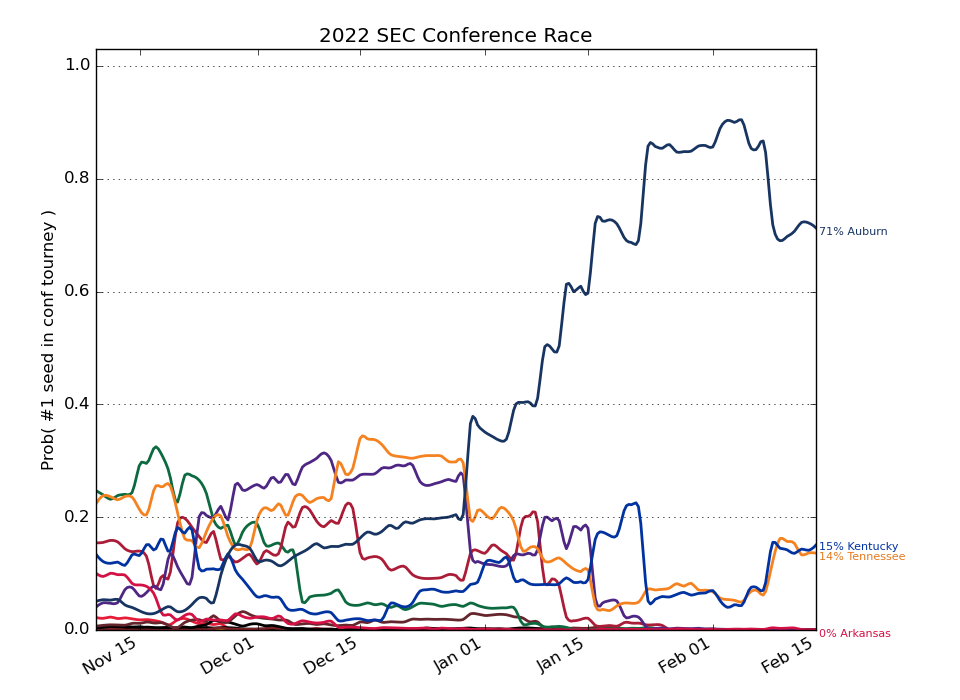 2022 SEC Conference Race
Prob( #1 seed in conf tourney )
1.0
0.8
0.6
0.4
0.2
0.0
Nov 15
Dec 01
Dec 15
Jan 01
Jan 15
Feb 01
Feb 15
71% Auburn
15% Kentucky
14% Tennessee
0% Arkansas